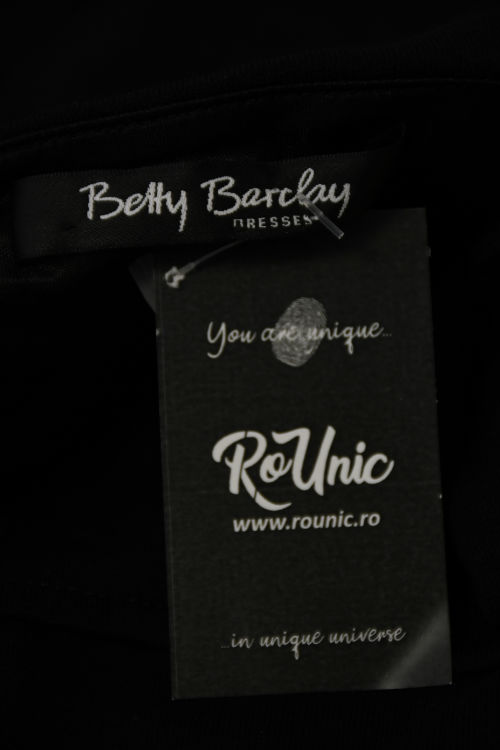 Betty Barclay
DRESSES
You are unique...
RoUnic
www.rounic.ro
...in unique universe